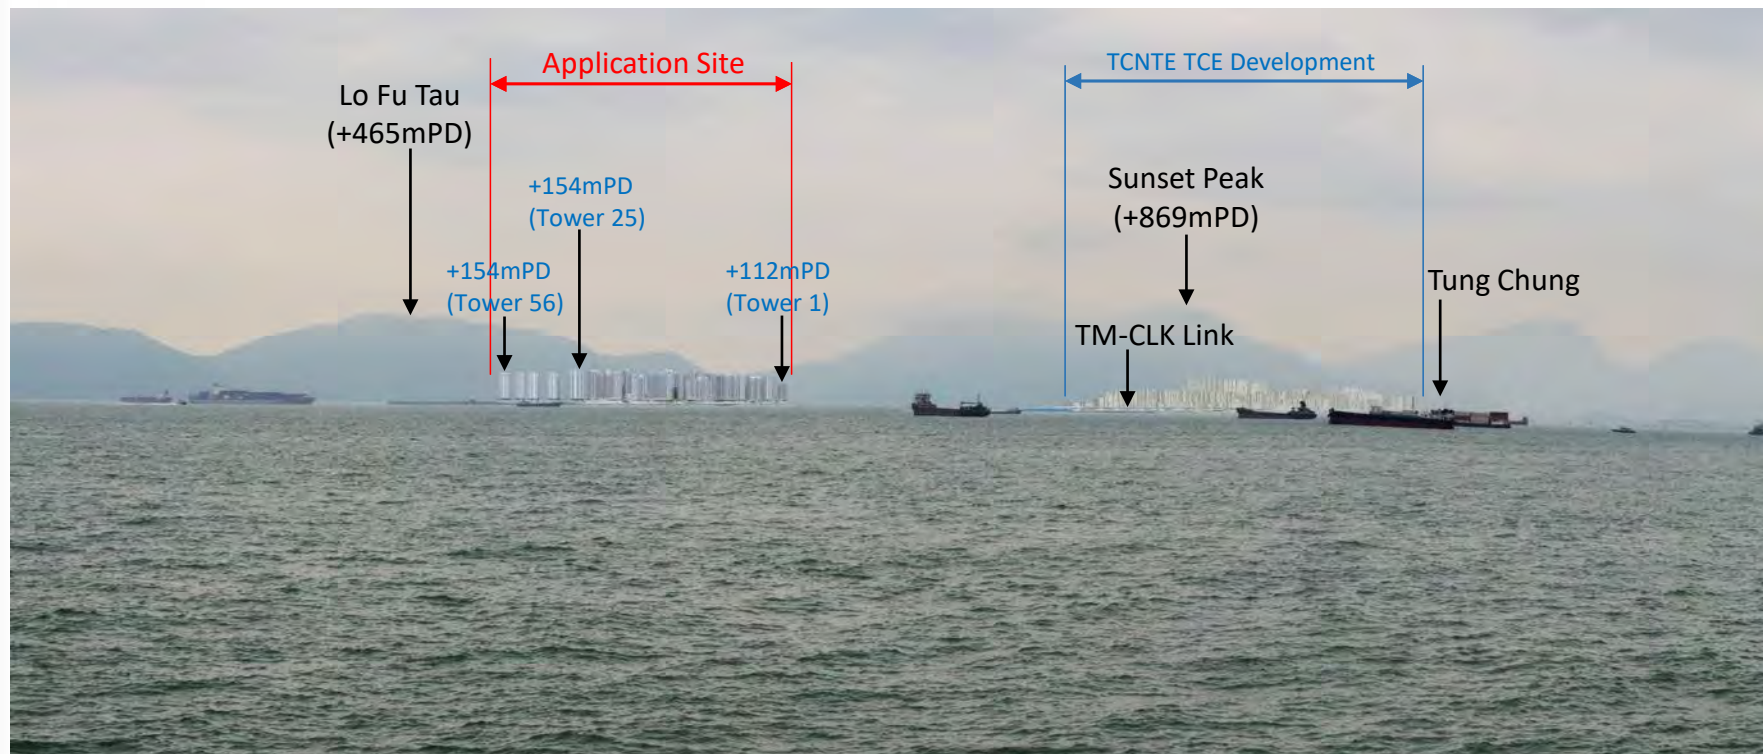 Application Site
TCNTE TCE Development
Lo Fu Tau
(+465mPD)
+154mPD
(Tower 25)
Sunset Peak
(+869mPD)
+154mPD
(Tower 56)
+112mPD
(Tower 1)
Tung Chung
TM-CLK Link